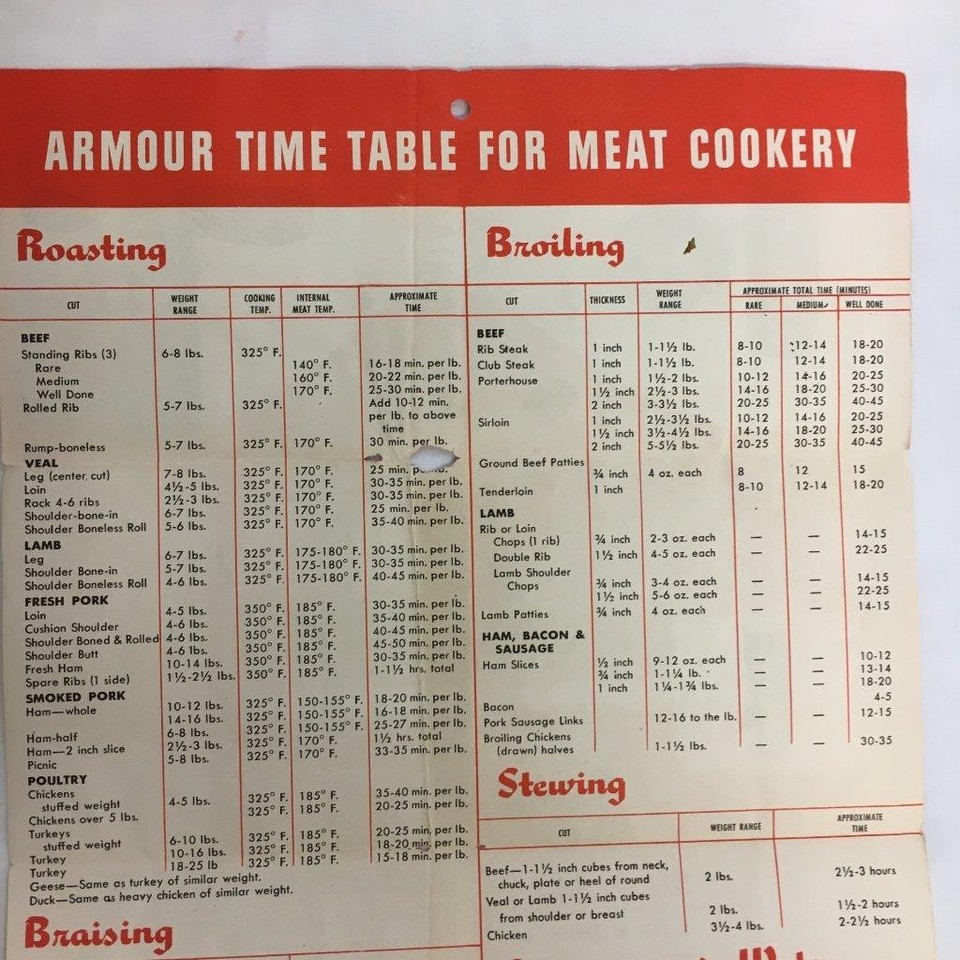 ARMOUR TIME TABLE FOR MEAT COOKERY
Roasting
CUT WEIGHT RANGE COOKING TEMP. INTERNAL MEAT TEMP. APPROXIMATE TIME
BEEF
Standing Ribs (3) 6-8 lbs. 325° F.
Rare 140° F. 16-18 min. per lb.
Medium 160° F. 20-22 min. per lb.
Well Done 170° F. 25-30 min. per lb.
Rolled Rib 5-7 lbs. 325° F. Add 10-12 min.
per lb. to above
time
Rump-boneless 5-7 lbs. 325° F. 170° F. 30 min. per lb.
VEAL
Leg (center cut) 7-8 lbs. 325° F. 170° F. 25 min.
Loin 4½-5 lbs. 325° F. 170° F. 30-35 min. per lb.
Rack 4-6 ribs 2½-3 lbs. 325° F. 170° F. 30-35 min. per lb.
Shoulder-bone-in 6-7 lbs. 325° F. 170° F. 25 min. per lb.
Shoulder Boneless Roll 5-6 lbs. 325° F. 170° F. 35-40 min. per lb.
LAMB
Leg 6-7 lbs. 325° F. 175-180° F. 30-35 min. per lb.
Shoulder Bone-in 5-7 lbs. 325° F. 175-180° F. 30-35 min. per lb.
Shoulder Boneless Roll 4-6 lbs. 325° F. 175-180° F. 40-45 min. per lb.
FRESH PORK
Loin 4-5 lbs. 350° F. 185° F. 30-35 min. per lb.
Cushion Shoulder 4-6 lbs. 350° F. 185° F. 35-40 min. per lb.
Shoulder Boned & Rolled 4-6 lbs. 350° F. 185° F. 40-45 min. per lb.
Shoulder Butt 4-6 lbs. 350° F. 185° F. 45-50 min. per lb.
Fresh Ham 10-14 lbs. 350° F. 185° F. 30-35 min. per lb.
Spare Ribs (1 side) 1½-2½ lbs. 350° F. 185° F. 1-1½ hrs. total
SMOKED PORK
Ham—whole 10-12 lbs. 325° F. 150-155° F. 18-20 min. per lb.
14-16 lbs. 325° F. 150-155° F. 16-18 min. per lb.
Ham-half 6-8 lbs. 325° F. 150-155° F. 25-27 min. per lb.
Ham—2 inch slice 2½-3 lbs. 325° F. 170° F. 1½ hrs. total
Picnic 5-8 lbs. 325° F. 170° F. 33-35 min. per lb.
POULTRY
Chickens
stuffed weight 4-5 lbs. 325° F. 185° F. 35-40 min. per lb.
Chickens over 5 lbs. 325° F. 185° F. 20-25 min. per lb.
Turkeys
stuffed weight 6-10 lbs. 325° F. 185° F. 20-25 min. per lb.
Turkey 10-16 lbs. 325° F. 185° F. 18-20 min. per lb.
Turkey 18-25 lb 325° F. 185° F. 15-18 min. per lb
Geese—Same as turkey of similar weight.
Duck—Same as heavy chicken of similar weight.
Braising
Broiling
CUT THICKNESS WEIGHT RANGE APPROXIMATE TOTAL TIME (MINUTES)
RARE MEDIUM WELL DONE
BEEF
Rib Steak 1 inch 1-1½ lb. 8-10 12-14 18-20
Club Steak 1 inch 1-1½ lb. 8-10 12-14 18-20
Porterhouse 1 inch 1½-2 lbs. 10-12 14-16 20-25
1½ inch 2½-3 lbs. 14-16 18-20 25-30
2 inch 3-3½ lbs. 20-25 30-35 40-45
Sirloin 1 inch 2½-3½ lbs. 10-12 14-16 20-25
1½ inch 3½-4½ lbs. 14-16 18-20 25-30
2 inch 5-5½ lbs. 20-25 30-35 40-45
Ground Beef Patties ¾ inch 4 oz. each 8 12 15
Tenderloin 1 inch 8-10 12-14 18-20
LAMB
Rib or Loin
Chops (1 rib) ¾ inch 2-3 oz. each — — 14-15
Double Rib 1½ inch 4-5 oz. each — — 22-25
Lamb Shoulder
Chops ¾ inch 3-4 oz. each — — 14-15
1½ inch 5-6 oz. each — — 22-25
Lamb Patties ¾ inch 4 oz. each — — 14-15
HAM, BACON &
SAUSAGE
Ham Slices ½ inch 9-12 oz. each — — 10-12
¾ inch 1-1¼ lb. — — 13-14
1 inch 1¼-1¾ lbs. — — 18-20
Bacon 4-5
Pork Sausage Links 12-16 to the lb. — — 12-15
Broiling Chickens
(drawn) halves 1-1½ lbs. — — 30-35
Stewing
CUT WEIGHT RANGE APPROXIMATE TIME
Beef—1-1½ inch cubes from neck,
chuck, plate or heel of round 2 lbs. 2½-3 hours
Veal or Lamb 1-1½ inch cubes
from shoulder or breast 2 lbs. 1½-2 hours
Chicken 3½-4 lbs. 2-2½ hours